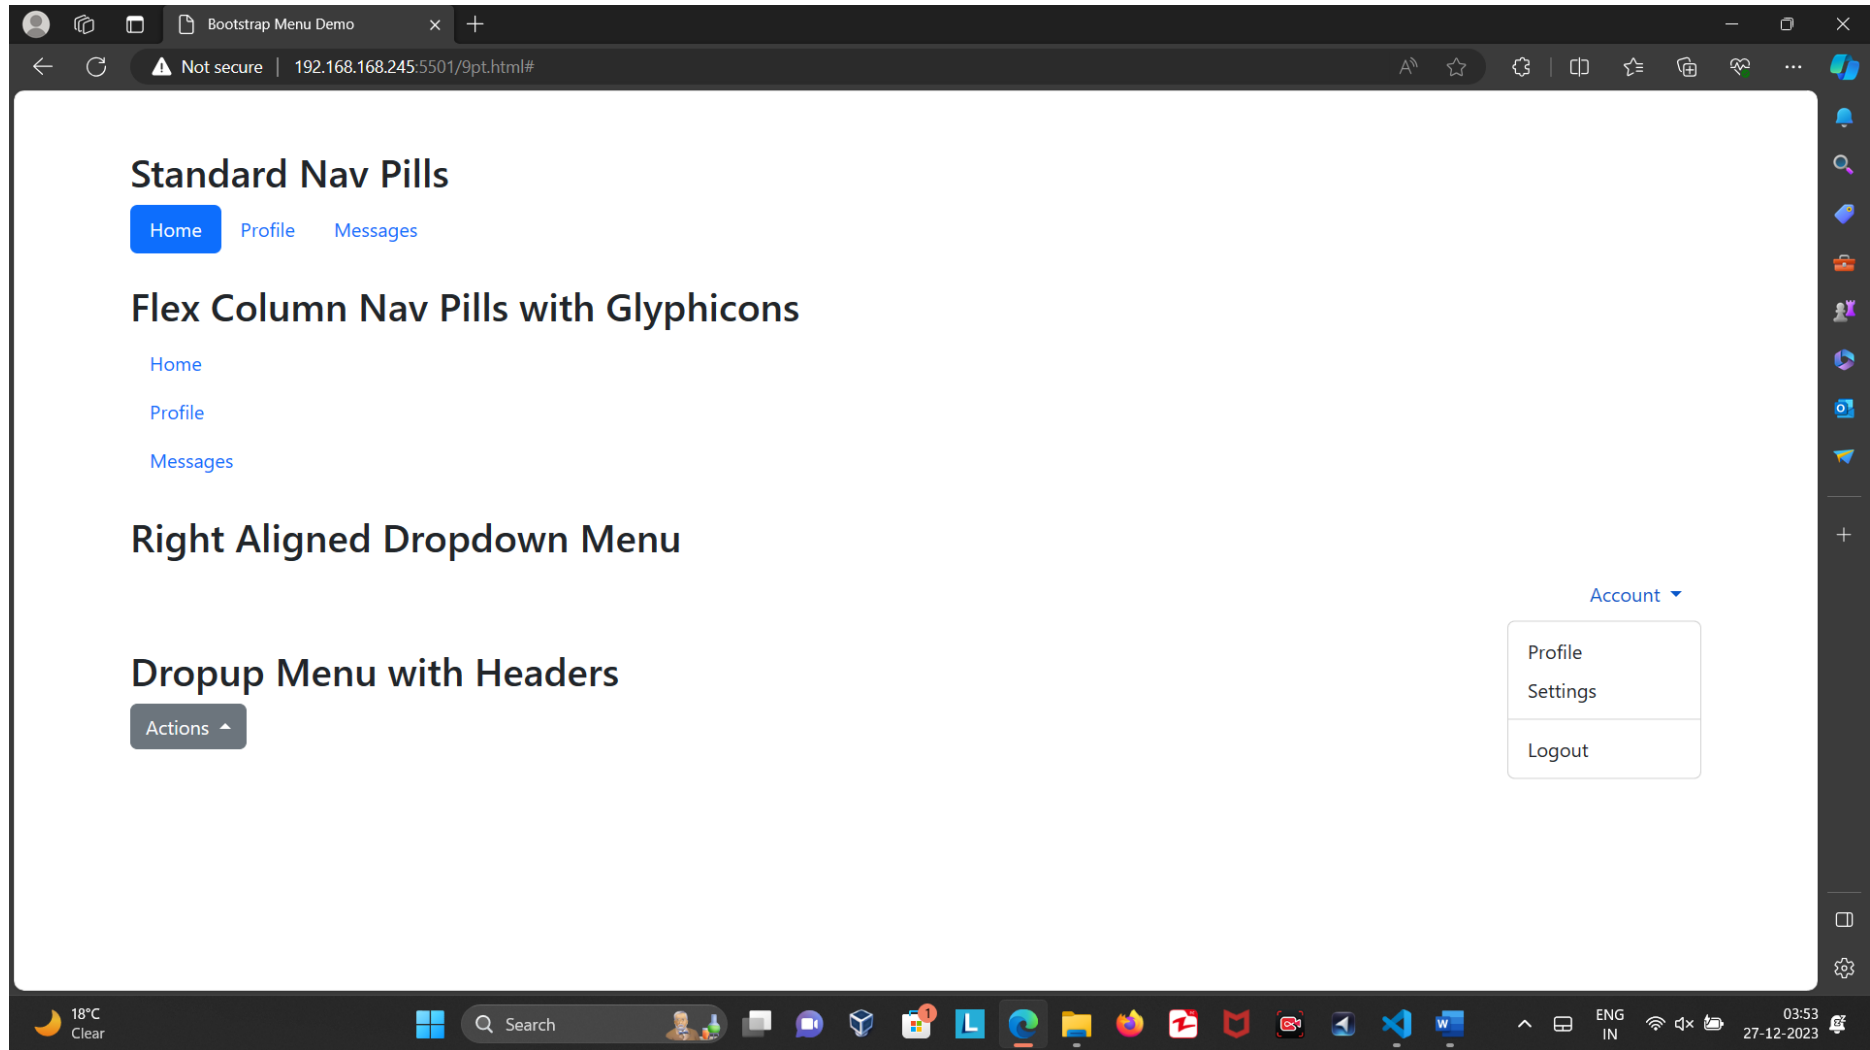 Bootstrap Menu Demo
Not secure 192.168.168.245:5501/9pt.html#
Standard Nav Pills
Home Profile Messages
Flex Column Nav Pills with Glyphicons
Home
Profile
Messages
Right Aligned Dropdown Menu
Account
Profile
Settings
Logout
Dropup Menu with Headers
Actions
18°C
Clear
Search
1
L
W
ENG
IN
03:53
27-12-2023